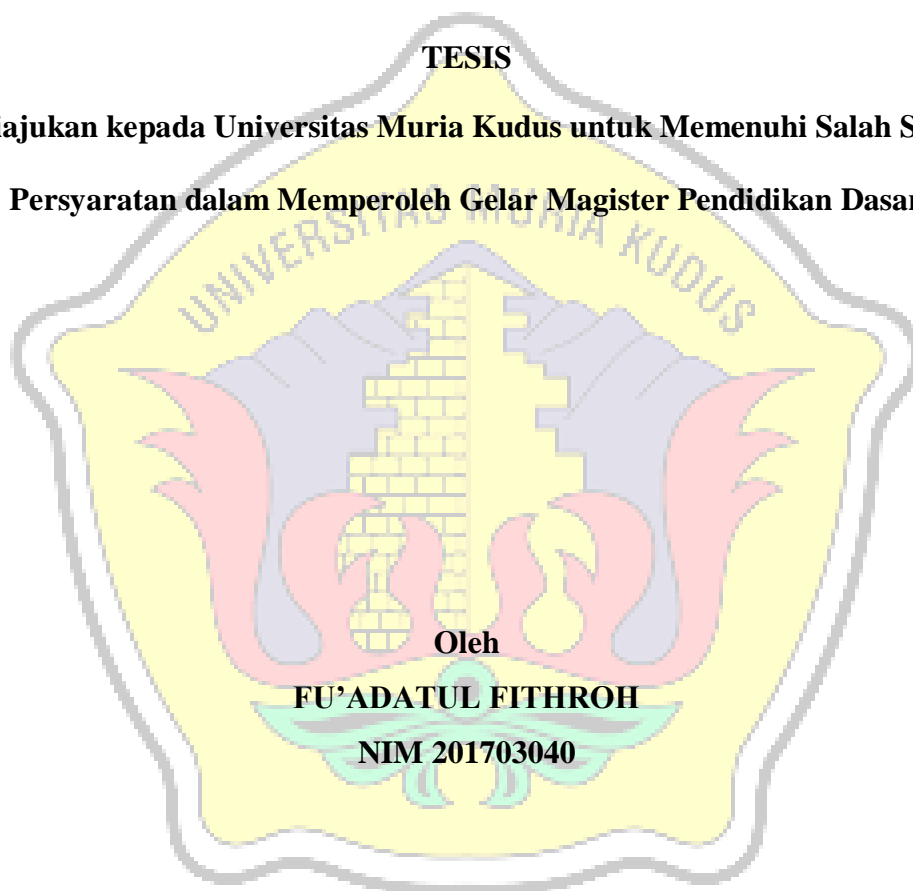 TESIS
iajukan kepada Universitas Muria Kudus untuk Memenuhi Salah S
Persyaratan dalam Memperoleh Gelar Magister Pendidikan Dasar
UNIVERSITAS MURIA KUDUS
Oleh
FU’ADATUL FITHROH
NIM 201703040